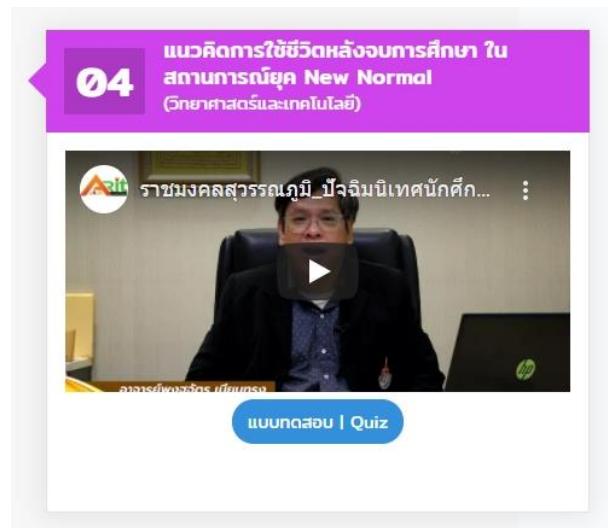 04
แนวคิดการใช้ชีวิตหลังจบการศึกษา ใน
สถานการณ์ยุค New Normal
(วิทยาศาสตร์และเทคโนโลยี)
Arit
ราชมงคลสุวรรณภูมิ_ปัจฉิมนิเทศนักศึก...
hp
แบบทดสอบ | Quiz